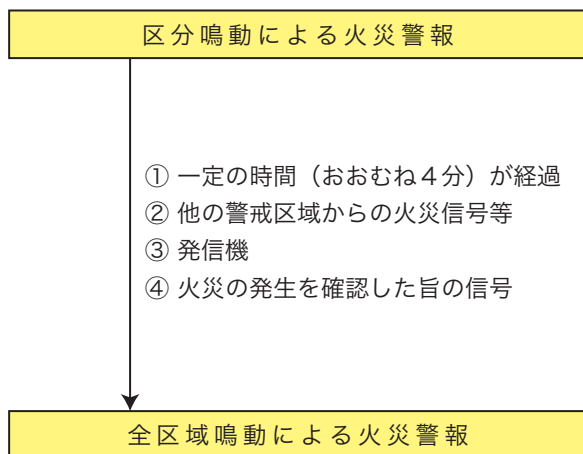 区分鳴動による火災警報
① 一定の時間（おおむね４分）が経過
② 他の警戒区域からの火災信号等
③ 発信機
④ 火災の発生を確認した旨の信号
全区域鳴動による火災警報